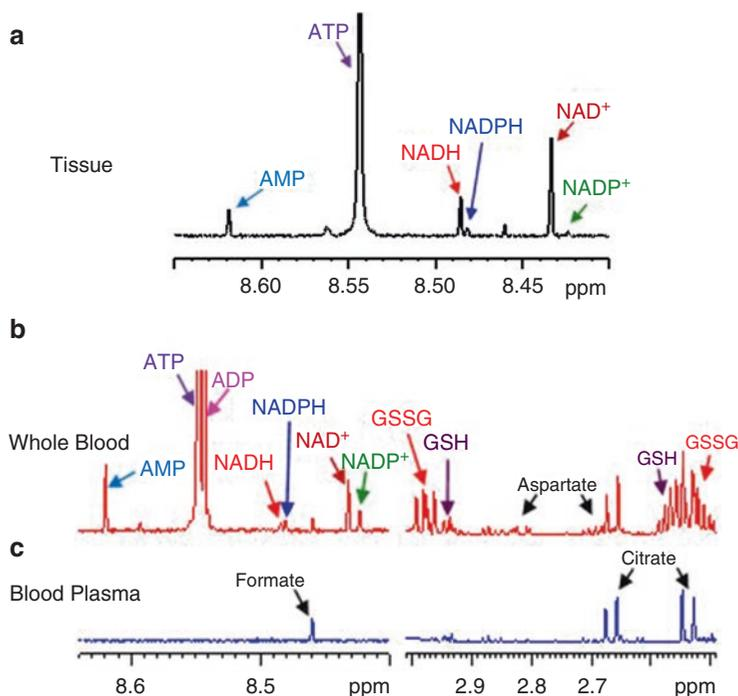 a
ATP
NAD⁺
NADPH
NADH
Tissue
AMP
NADP⁺
8.60 8.55 8.50 8.45 ppm
b
ATP
ADP
NADPH
GSSG
NAD⁺
GSH
GSH
GSSG
Whole Blood
AMP
NADH
NADP⁺
Aspartate
c
Citrate
Formate
Blood Plasma
8.6 8.5 ppm 2.9 2.8 2.7 ppm